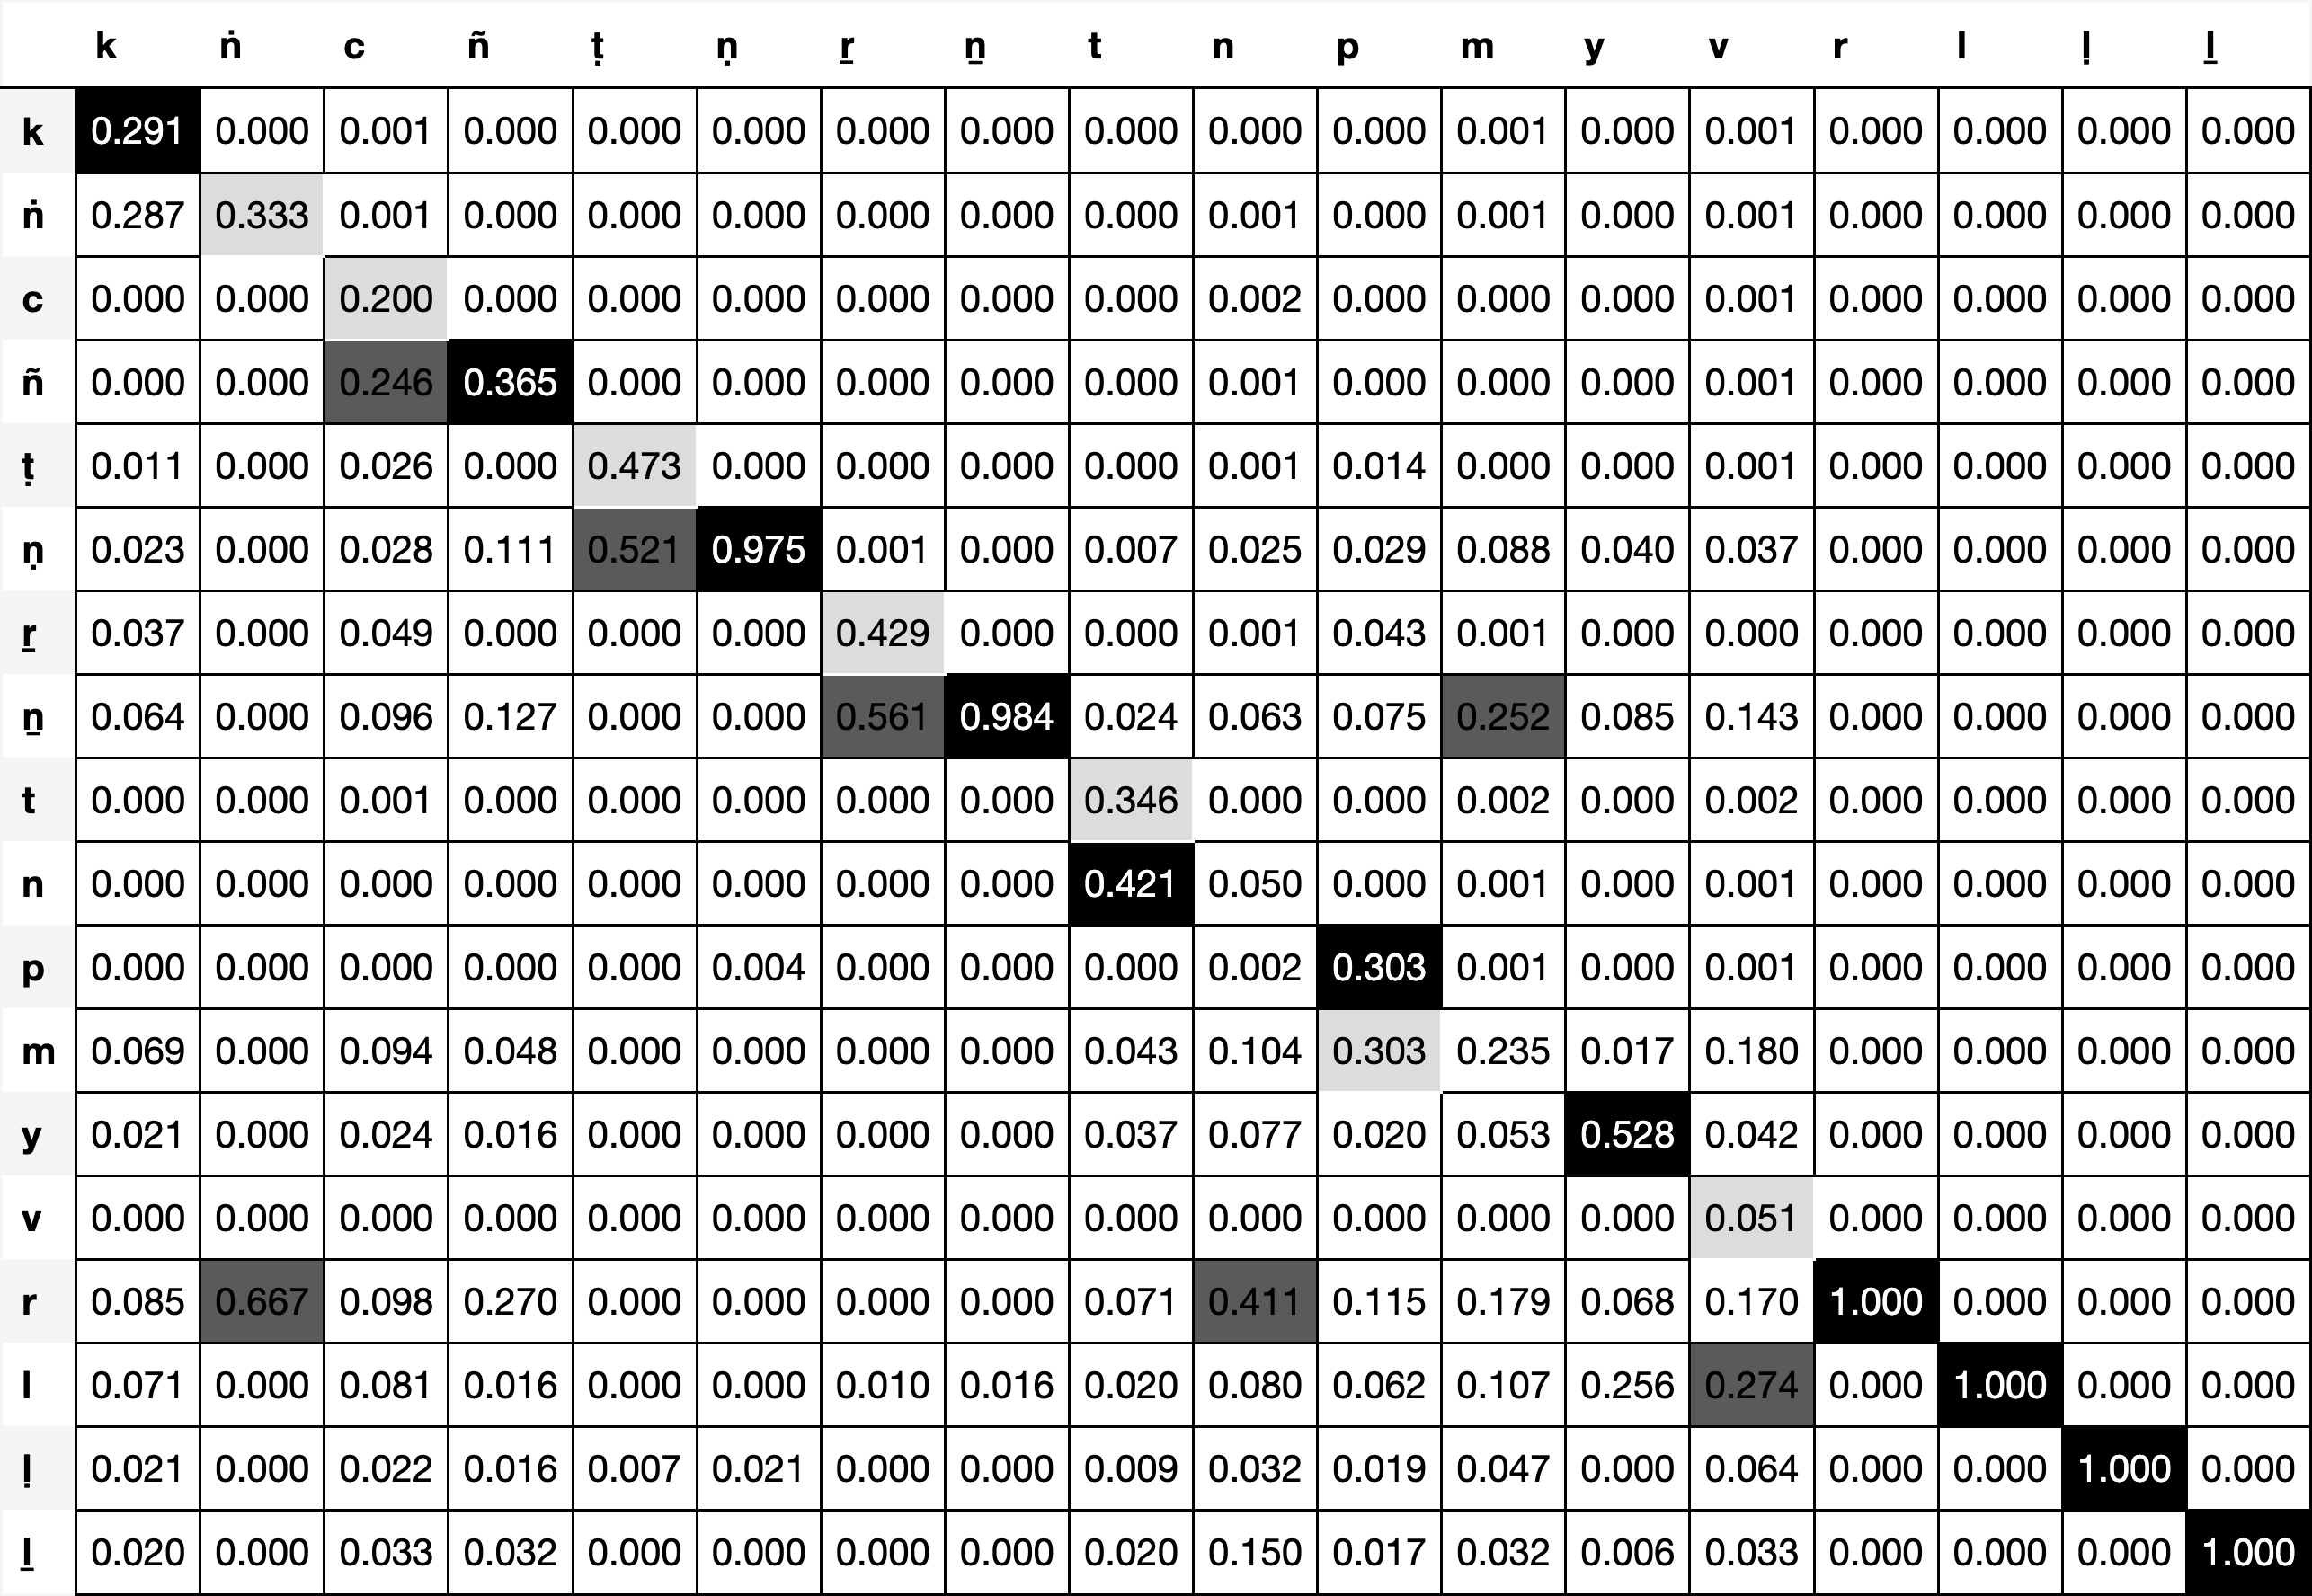 k ṅ c ñ ṭ ṇ ṟ ṉ t n p m y v r l ḷ ḻ
k 0.291 0.000 0.001 0.000 0.000 0.000 0.000 0.000 0.000 0.000 0.000 0.001 0.000 0.001 0.000 0.000 0.000 0.000
ṅ 0.287 0.333 0.001 0.000 0.000 0.000 0.000 0.000 0.000 0.001 0.000 0.001 0.000 0.001 0.000 0.000 0.000 0.000
c 0.000 0.000 0.200 0.000 0.000 0.000 0.000 0.000 0.000 0.002 0.000 0.000 0.000 0.001 0.000 0.000 0.000 0.000
ñ 0.000 0.000 0.246 0.365 0.000 0.000 0.000 0.000 0.000 0.001 0.000 0.000 0.000 0.001 0.000 0.000 0.000 0.000
ṭ 0.011 0.000 0.026 0.000 0.473 0.000 0.000 0.000 0.000 0.001 0.014 0.000 0.000 0.001 0.000 0.000 0.000 0.000
ṇ 0.023 0.000 0.028 0.111 0.521 0.975 0.001 0.000 0.007 0.025 0.029 0.088 0.040 0.037 0.000 0.000 0.000 0.000
ṟ 0.037 0.000 0.049 0.000 0.000 0.000 0.429 0.000 0.000 0.001 0.043 0.001 0.000 0.000 0.000 0.000 0.000 0.000
ṉ 0.064 0.000 0.096 0.127 0.000 0.000 0.561 0.984 0.024 0.063 0.075 0.252 0.085 0.143 0.000 0.000 0.000 0.000
t 0.000 0.000 0.001 0.000 0.000 0.000 0.000 0.000 0.346 0.000 0.000 0.002 0.000 0.002 0.000 0.000 0.000 0.000
n 0.000 0.000 0.000 0.000 0.000 0.000 0.000 0.000 0.421 0.050 0.000 0.001 0.000 0.001 0.000 0.000 0.000 0.000
p 0.000 0.000 0.000 0.000 0.000 0.004 0.000 0.000 0.000 0.002 0.303 0.001 0.000 0.001 0.000 0.000 0.000 0.000
m 0.069 0.000 0.094 0.048 0.000 0.000 0.000 0.000 0.043 0.104 0.303 0.235 0.017 0.180 0.000 0.000 0.000 0.000
y 0.021 0.000 0.024 0.016 0.000 0.000 0.000 0.000 0.037 0.077 0.020 0.053 0.528 0.042 0.000 0.000 0.000 0.000
v 0.000 0.000 0.000 0.000 0.000 0.000 0.000 0.000 0.000 0.000 0.000 0.000 0.000 0.051 0.000 0.000 0.000 0.000
r 0.085 0.667 0.098 0.270 0.000 0.000 0.000 0.000 0.071 0.411 0.115 0.179 0.068 0.170 1.000 0.000 0.000 0.000
l 0.071 0.000 0.081 0.016 0.000 0.000 0.010 0.016 0.020 0.080 0.062 0.107 0.256 0.274 0.000 1.000 0.000 0.000
ḷ 0.021 0.000 0.022 0.016 0.007 0.021 0.000 0.000 0.009 0.032 0.019 0.047 0.000 0.064 0.000 0.000 1.000 0.000
ḻ 0.020 0.000 0.033 0.032 0.000 0.000 0.000 0.000 0.020 0.150 0.017 0.032 0.006 0.033 0.000 0.000 0.000 1.000